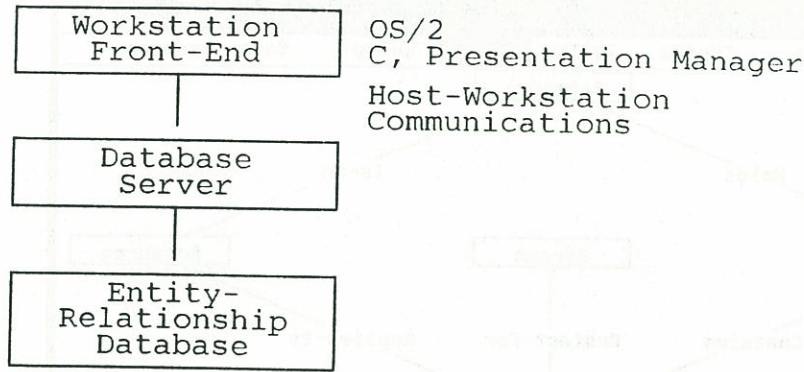 Workstation
Front-End
OS/2
C, Presentation Manager
Host-Workstation
Communications
Database
Server
Entity-
Relationship
Database